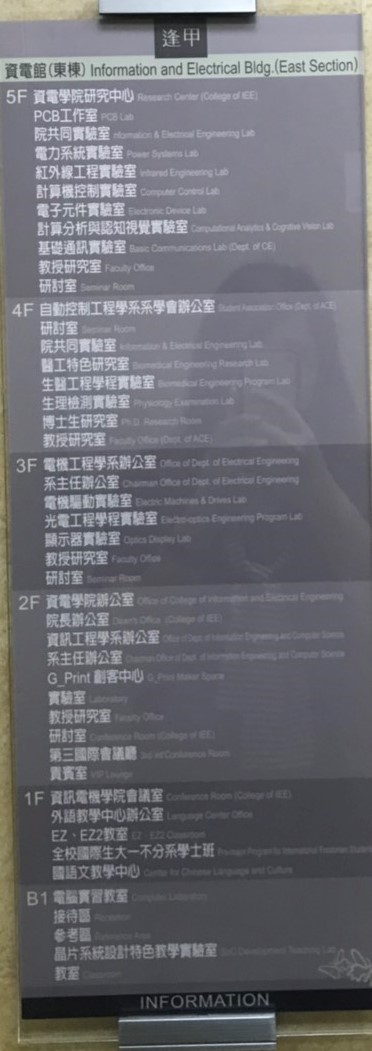 逢甲
資電館(東棟) Information and Electrical Bldg.(East Section)
5F 資電學院研究中心 Research Center (College of IEE)
PCB工作室 PCB Lab
院共同實驗室 nformation & Electrical Engineering Lab
電力系統實驗室 Power Systems Lab
紅外線工程實驗室 Infrared Engineering Lab
計算機控制實驗室 Computer Control Lab
電子元件實驗室 Electronic Device Lab
計算分析與認知視覺實驗室 Computational Analytics & Cognitive Vision Lab
基礎通訊實驗室 Basic Communications Lab (Dept. of CE)
教授研究室 Faculty Office
研討室 Seminar Room
4F 自動控制工程學系系學會辦公室 Student Association Office (Dept. of ACE)
研討室 Seminar Room
院共同實驗室 Information & Electrical Engineering Lab
醫工特色研究室 Biomedical Engineering Research Lab
生醫工程學程實驗室 Biomedical Engineering Program Lab
生理檢測實驗室 Physiology Examination Lab
博士生研究室 Ph.D. Research Room
教授研究室 Faculty Office (Dept. of ACE)
3F 電機工程學系辦公室 Office of Dept. of Electrical Engineering
系主任辦公室 Chairman Office of Dept. of Electrical Engineering
電機驅動實驗室 Electric Machines & Drives Lab
光電工程學程實驗室 Electro-optics Engineering Program Lab
顯示器實驗室 Optics Display Lab
教授研究室 Faculty Office
研討室 Seminar Room
2F 資電學院辦公室 Office of College of Information and Electrical Engineering
院長辦公室 Dean's Office (College of IEE)
資訊工程學系辦公室 Office of Dept. of Information Engineering and Computer Science
系主任辦公室 Chairman Office of Dept. of Information Engineering and Computer Science
G_Print 創客中心 G_Print Maker Space
實驗室 Laboratory
教授研究室 Faculty Office
研討室 Conference Room (College of IEE)
第三國際會議廳 3rd Int'l Conference Room
貴賓室 VIP Lounge
1F 資訊電機學院會議室 Conference Room (College of IEE)
外語教學中心辦公室 Language Center Office
EZ、EZ2教室 EZ、EZ2 Classroom
全校國際生大一不分系學士班 Pre-major Program for International Freshman
國語文教學中心 Center for Chinese Language and Culture
B1 電腦實習教室 Computer Laboratory
接待區 Reception
參考區 Reference Area
晶片系統設計特色教學實驗室 SoC Development Teaching Lab
教室 Classroom
INFORMATION